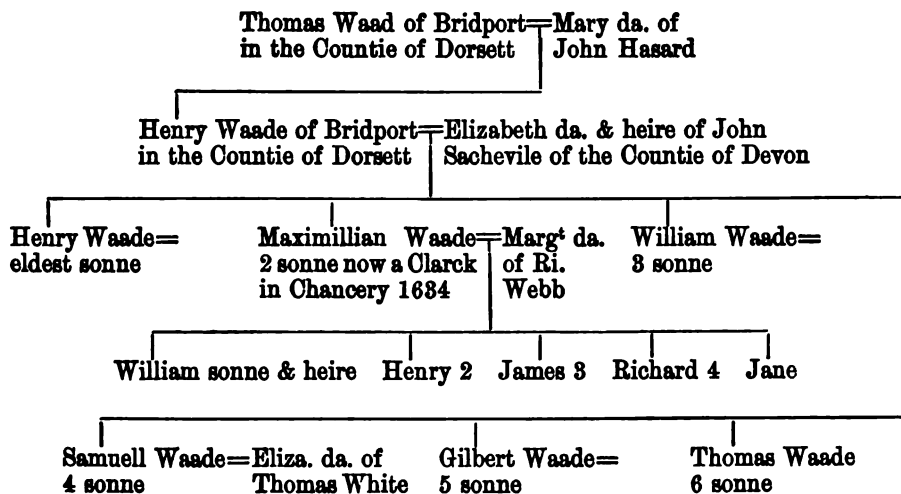 Thomas Waad of Bridport=Mary da. of
in the Countie of Dorsett John Hasard
Henry Waade of Bridport=Elizabeth da. & heire of John
in the Countie of Dorsett Sachevile of the Countie of Devon
Henry Waade= Maximillian Waade=Margᵗ da. William Waade=
eldest sonne 2 sonne now a Clarck of Ri. 3 sonne
in Chancery 1634 Webb
William sonne & heire Henry 2 James 3 Richard 4 Jane
Samuell Waade=Eliza. da. of Gilbert Waade= Thomas Waade
4 sonne Thomas White 5 sonne 6 sonne